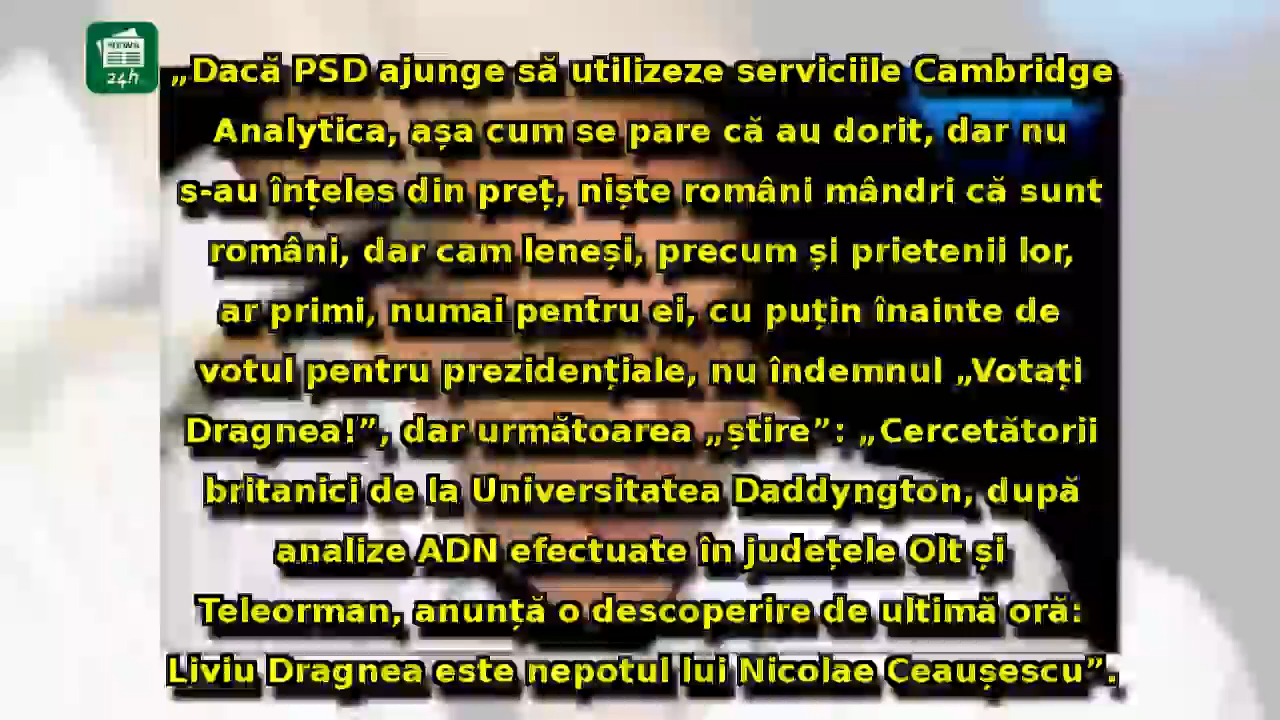 24h
„Dacă PSD ajunge să utilizeze serviciile Cambridge
Analytica, așa cum se pare că au dorit, dar nu
s-au înțeles din preț, niște români mândri că sunt
români, dar cam leneși, precum și prietenii lor,
ar primi, numai pentru ei, cu puțin înainte de
votul pentru prezidențiale, nu îndemnul „Votați
Dragnea!”, dar următoarea „știre”: „Cercetătorii
britanici de la Universitatea Daddyngton, după
analize ADN efectuate în județele Olt și
Teleorman, anunță o descoperire de ultimă oră:
Liviu Dragnea este nepotul lui Nicolae Ceaușescu”.